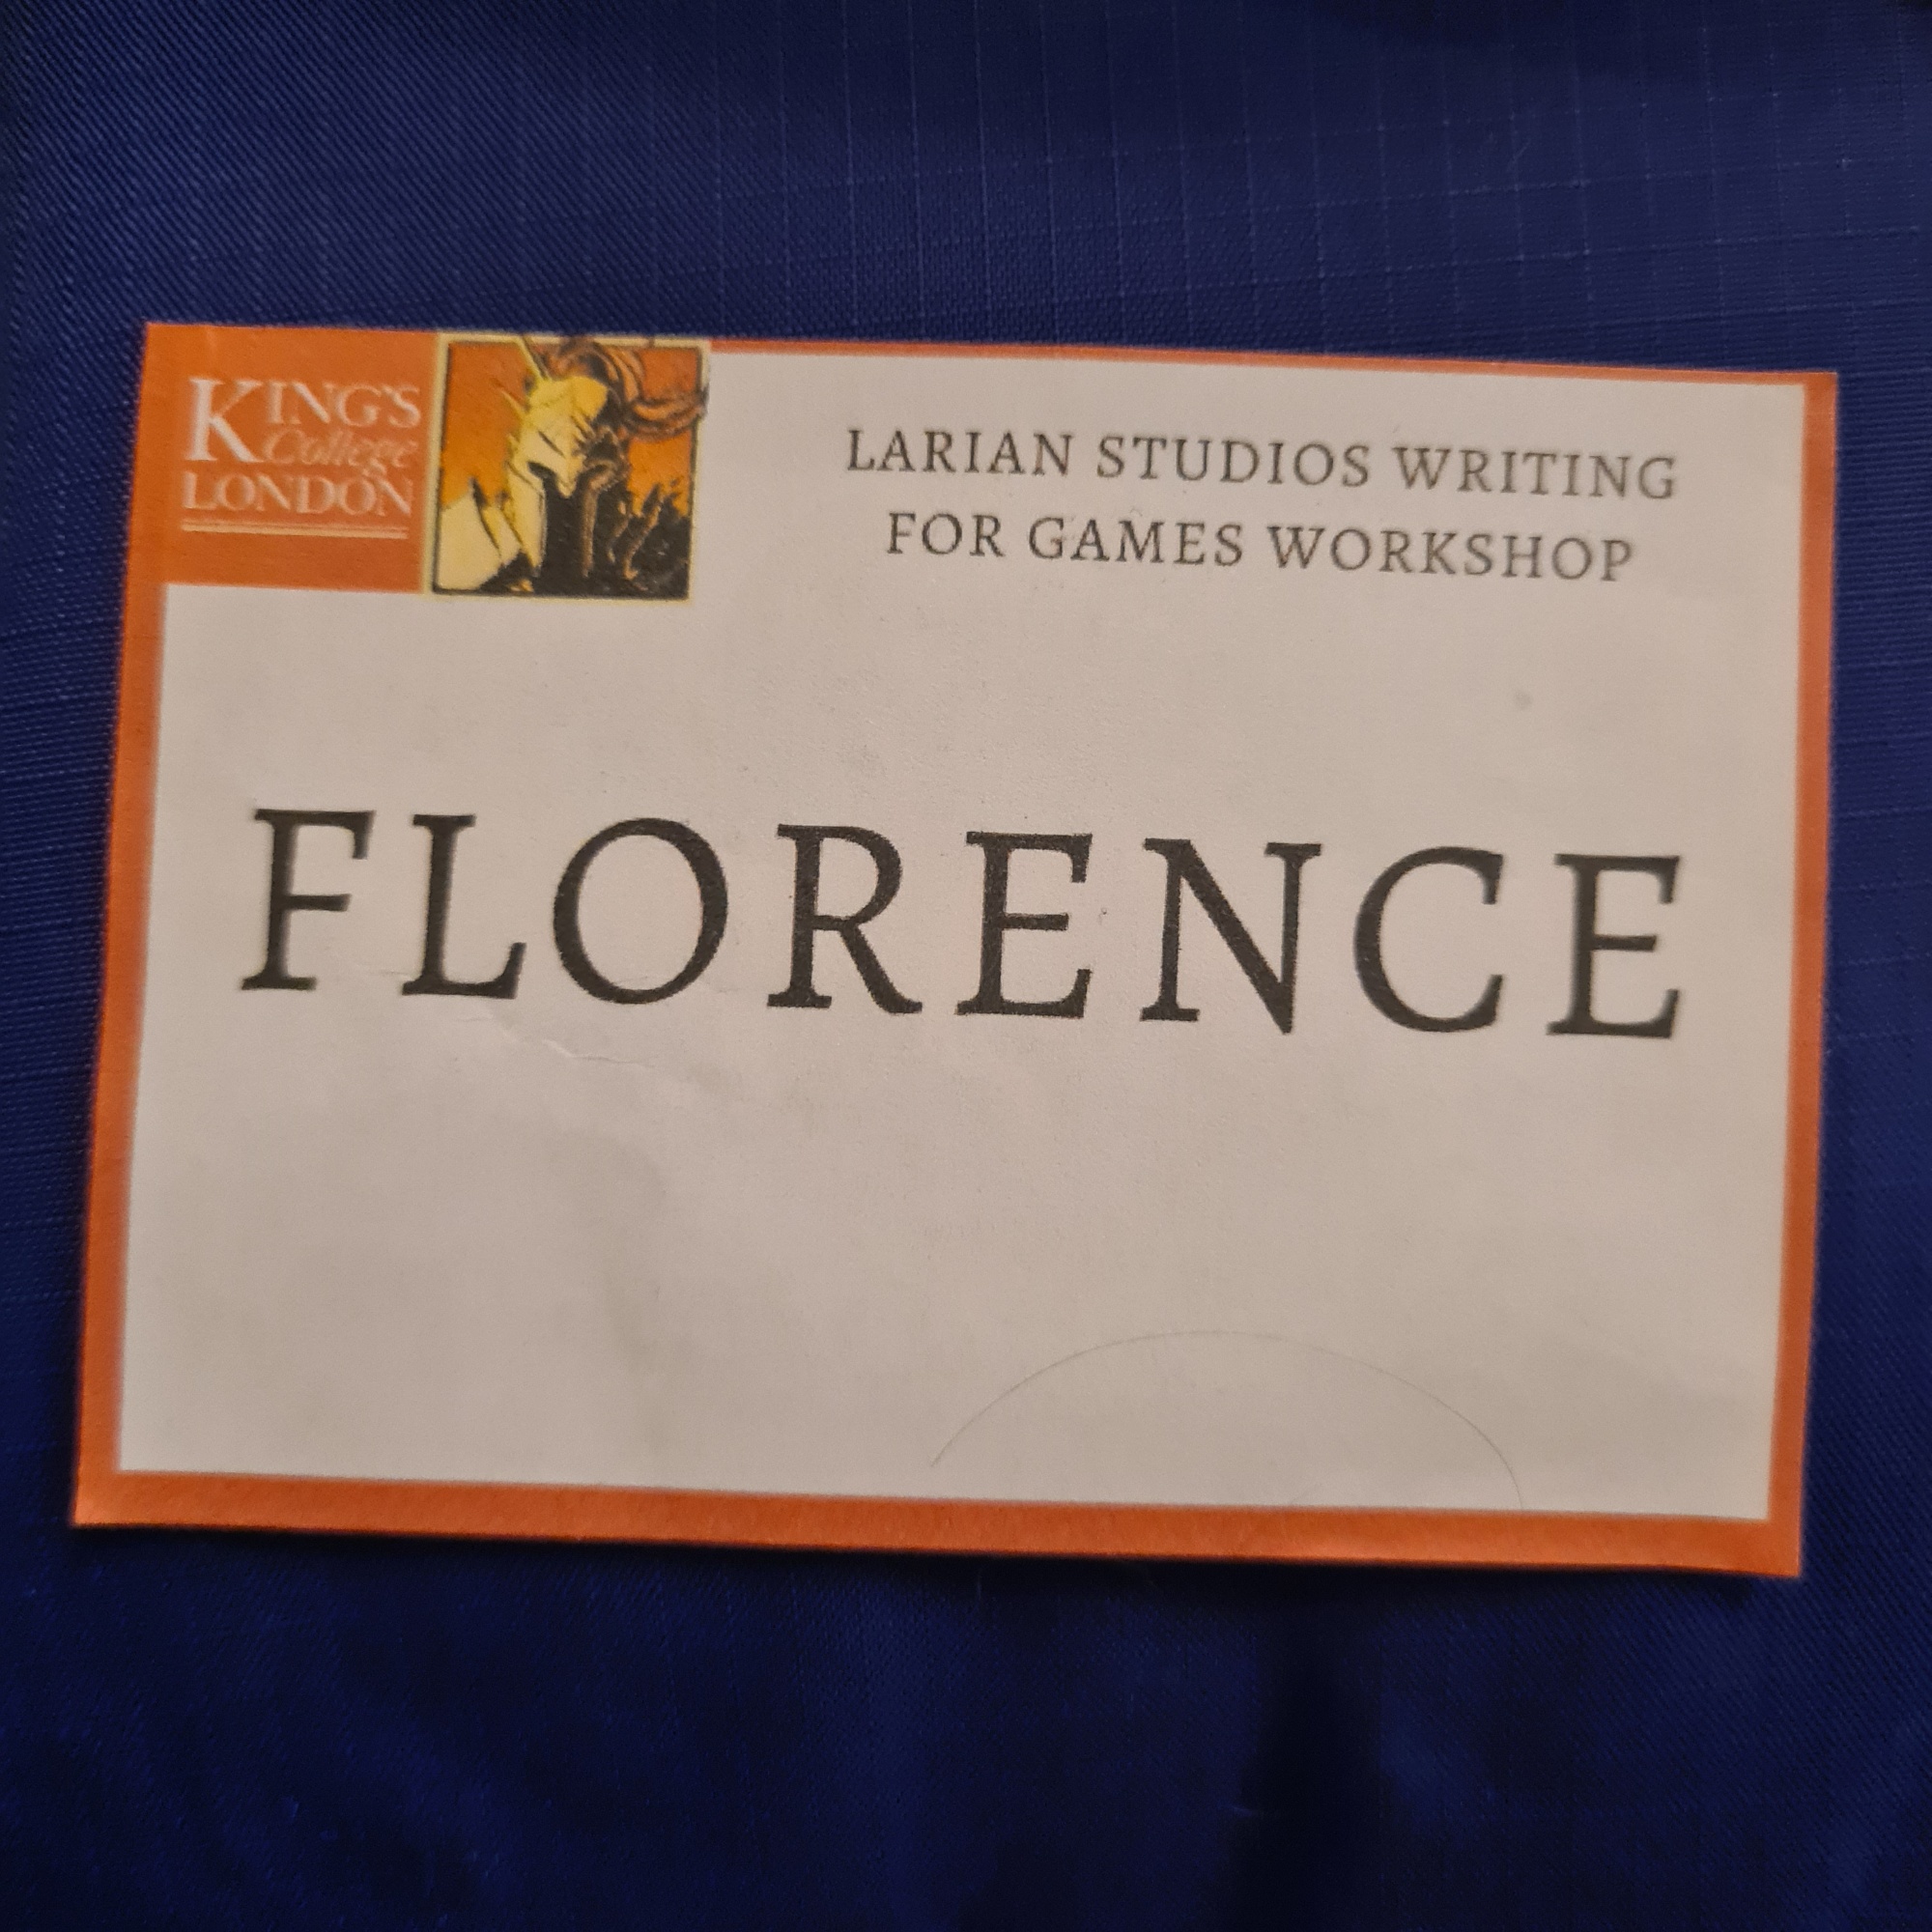 KING'S
College
LONDON
LARIAN STUDIOS WRITING
FOR GAMES WORKSHOP
FLORENCE